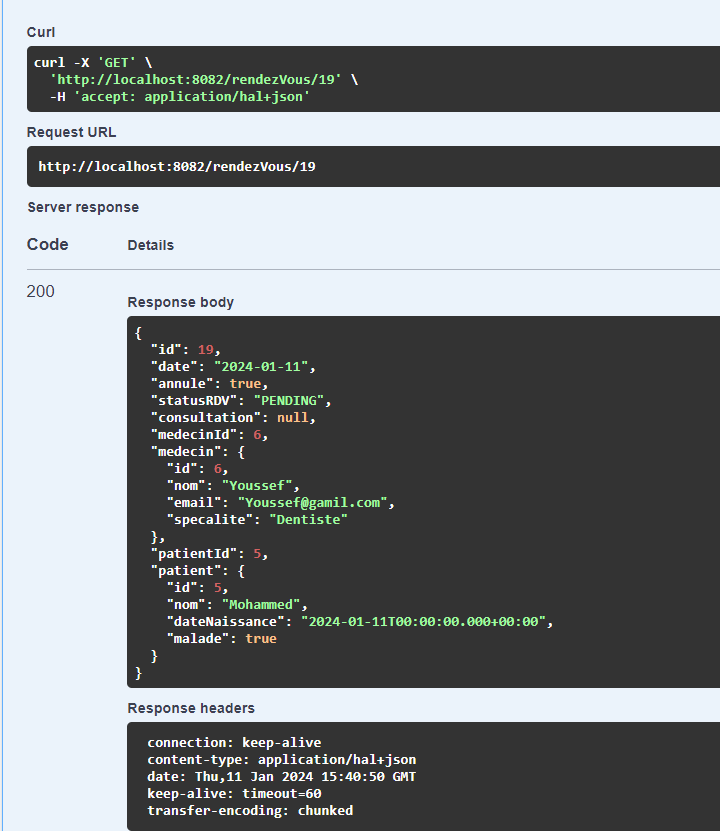 Curl
curl -X 'GET' \
  'http://localhost:8082/rendezVous/19' \
  -H 'accept: application/hal+json'
Request URL
http://localhost:8082/rendezVous/19
Server response
Code Details
200
Response body
{
  "id": 19,
  "date": "2024-01-11",
  "annule": true,
  "statusRDV": "PENDING",
  "consultation": null,
  "medecinId": 6,
  "medecin": {
    "id": 6,
    "nom": "Youssef",
    "email": "Youssef@gamil.com",
    "specalite": "Dentiste"
  },
  "patientId": 5,
  "patient": {
    "id": 5,
    "nom": "Mohammed",
    "dateNaissance": "2024-01-11T00:00:00.000+00:00",
    "malade": true
  }
}
Response headers
connection: keep-alive
content-type: application/hal+json
date: Thu,11 Jan 2024 15:40:50 GMT
keep-alive: timeout=60
transfer-encoding: chunked